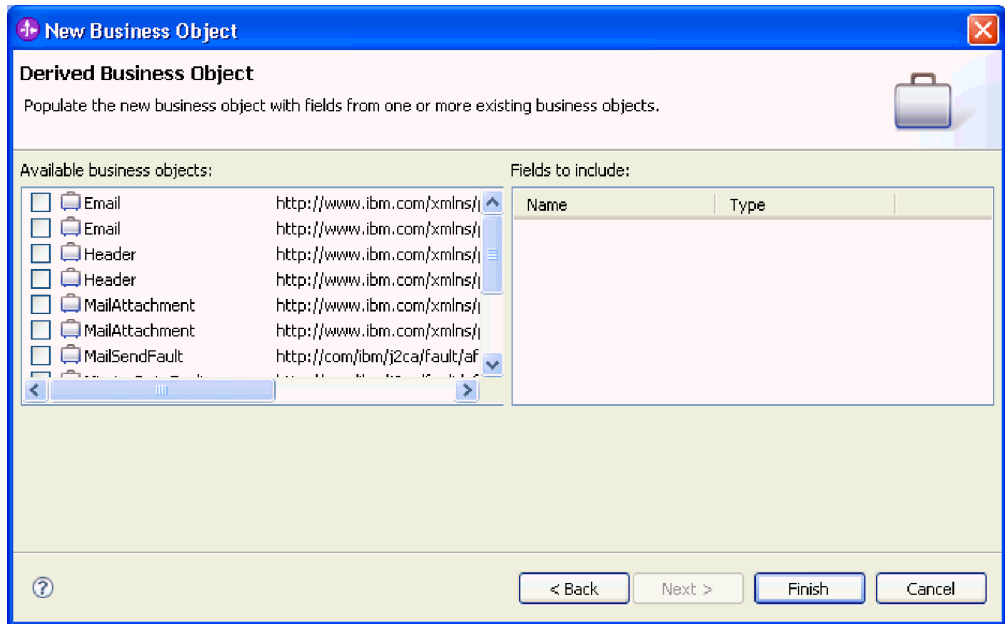 New Business Object
Derived Business Object
Populate the new business object with fields from one or more existing business objects.
Available business objects:
Fields to include:
Email http://www.ibm.com/xmlns/
Email http://www.ibm.com/xmlns/
Header http://www.ibm.com/xmlns/
Header http://www.ibm.com/xmlns/
MailAttachment http://www.ibm.com/xmlns/
MailAttachment http://www.ibm.com/xmlns/
MailSendFault http://com/ibm/j2ca/fault/af
Name Type
< Back Next > Finish Cancel